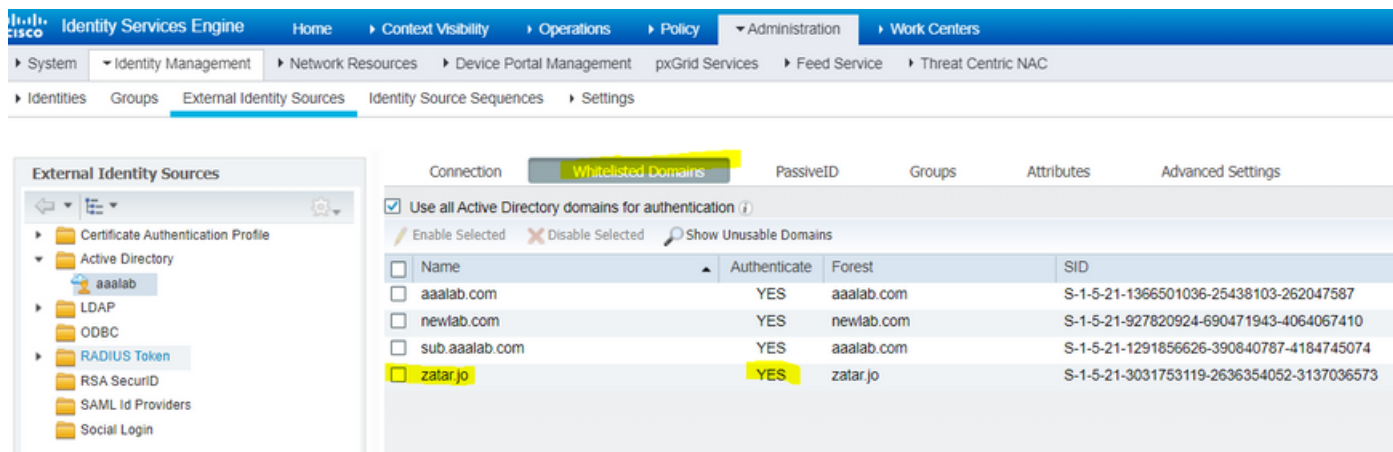 cisco Identity Services Engine Home Context Visibility Operations Policy Administration Work Centers
System Identity Management Network Resources Device Portal Management pxGrid Services Feed Service Threat Centric NAC
Identities Groups External Identity Sources Identity Source Sequences Settings
External Identity Sources
Certificate Authentication Profile
Active Directory
aaalab
LDAP
ODBC
RADIUS Token
RSA SecurID
SAML Id Providers
Social Login
Connection Whitelisted Domains PassiveID Groups Attributes Advanced Settings
Use all Active Directory domains for authentication
Enable Selected Disable Selected Show Unusable Domains
Name Authenticate Forest SID
aaalab.com YES aaalab.com S-1-5-21-1366501036-25438103-262047587
newlab.com YES newlab.com S-1-5-21-927820924-690471943-4064067410
sub.aaalab.com YES aaalab.com S-1-5-21-1291856626-390840787-4184745074
zatar.jo YES zatar.jo S-1-5-21-3031753119-2636354052-3137036573